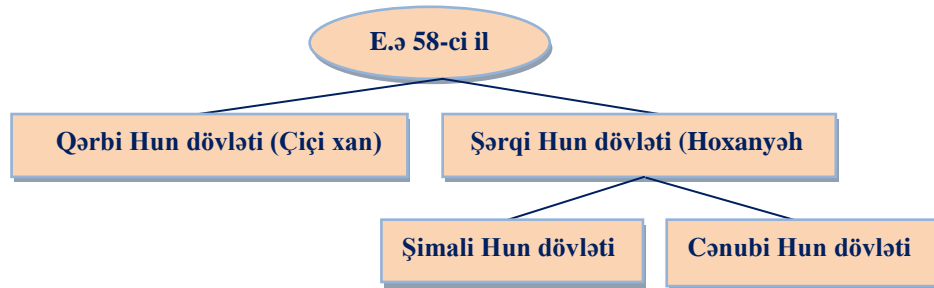 E.ə 58-ci il
Qərbi Hun dövləti (Çiçi xan)
Şərqi Hun dövləti (Hoxanyəh
Şimali Hun dövləti
Cənubi Hun dövləti